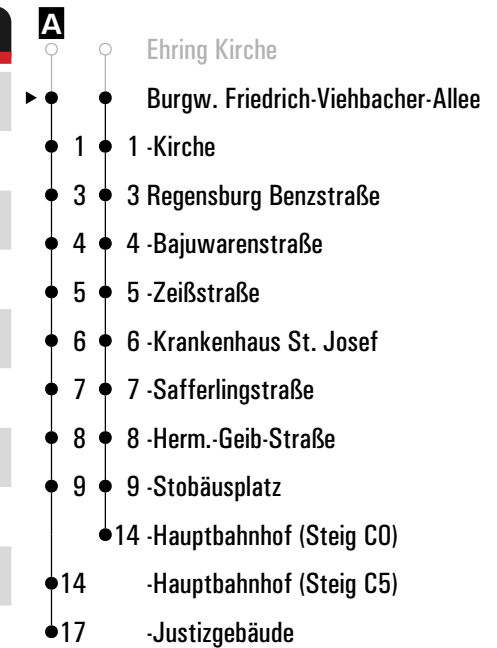 A
Ehring Kirche
Burgw. Friedrich-Viehbacher-Allee
1 1 -Kirche
3 3 Regensburg Benzstraße
4 4 -Bajuwarenstraße
5 5 -Zeißstraße
6 6 -Krankenhaus St. Josef
7 7 -Safferlingstraße
8 8 -Herm.-Geib-Straße
9 9 -Stobäusplatz
14 -Hauptbahnhof (Steig C0)
14 -Hauptbahnhof (Steig C5)
17 -Justizgebäude